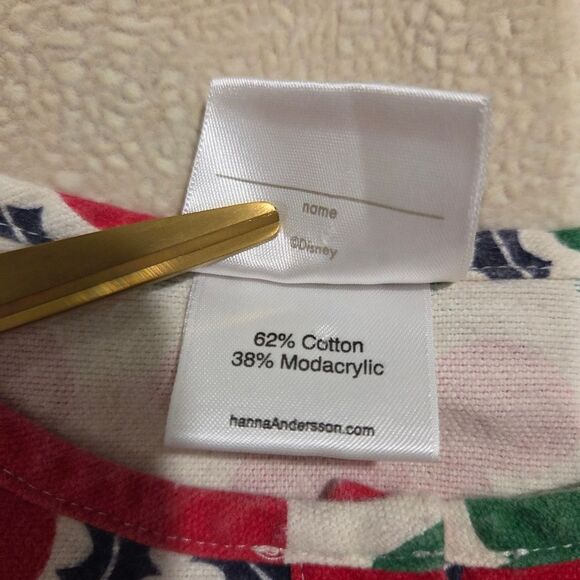 name
©Disney
62% Cotton
38% Modacrylic
hannaAndersson.com